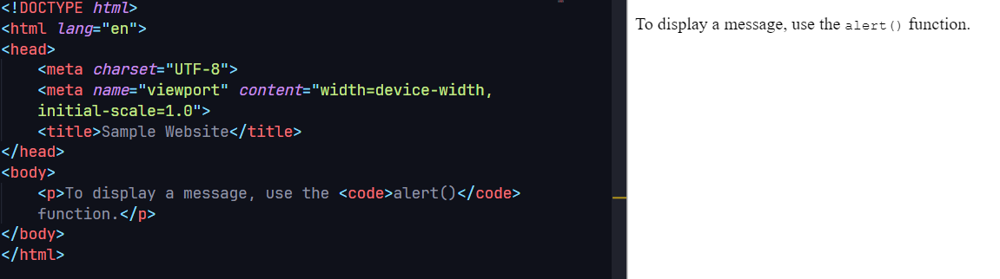 <!DOCTYPE html>
<html lang="en">
<head>
    <meta charset="UTF-8">
    <meta name="viewport" content="width=device-width,
    initial-scale=1.0">
    <title>Sample Website</title>
</head>
<body>
    <p>To display a message, use the <code>alert()</code>
    function.</p>
</body>
</html>
To display a message, use the alert() function.